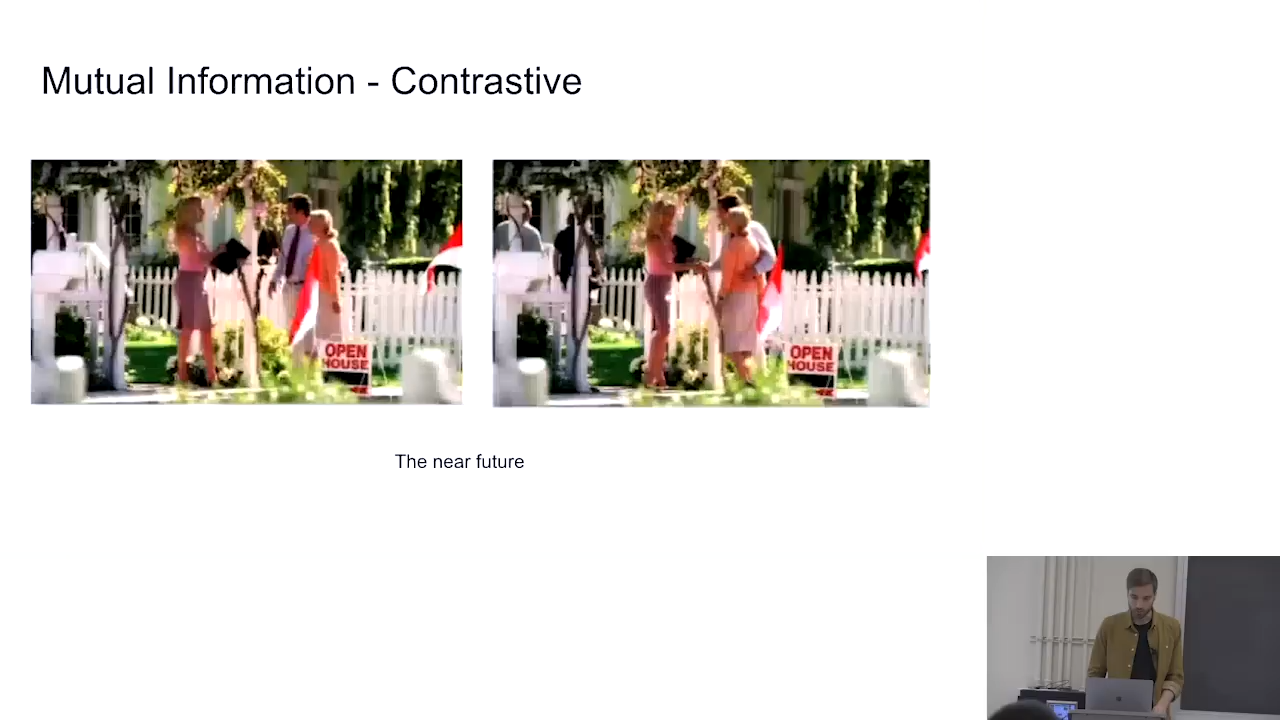 Mutual Information - Contrastive
OPEN
HOUSE
OPEN
HOUSE
The near future